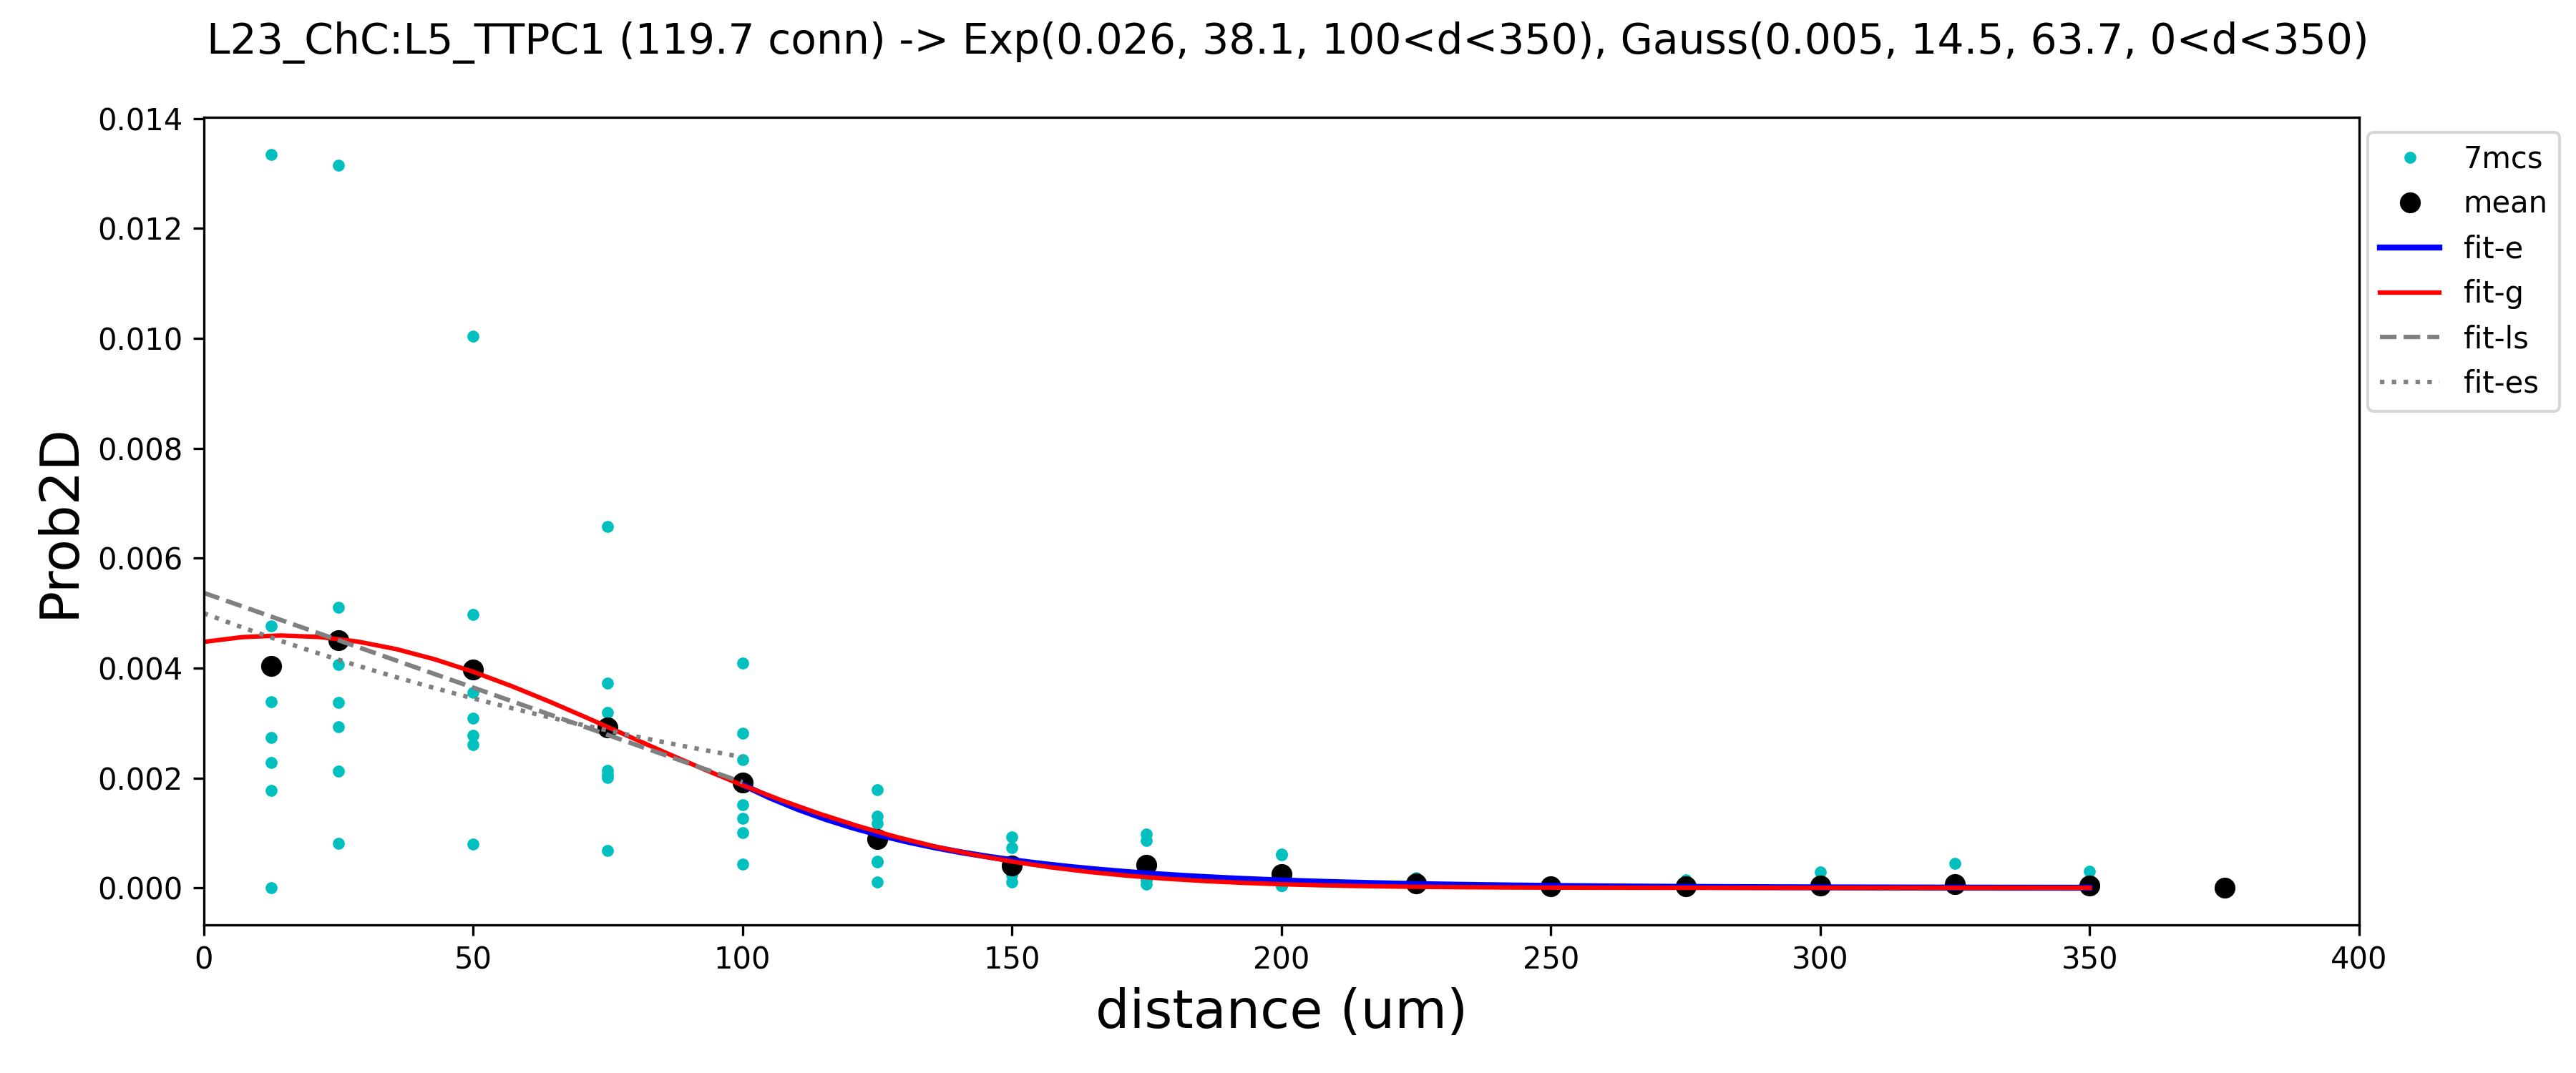 L23_ChC:L5_TTPC1 (119.7 conn) -> Exp(0.026, 38.1, 100<d<350), Gauss(0.005, 14.5, 63.7, 0<d<350)
0.014
0.012
0.010
0.008
0.006
0.004
0.002
0.000
Prob2D
0 50 100 150 200 250 300 350 400
distance (um)
7mcs
mean
fit-e
fit-g
fit-ls
fit-es